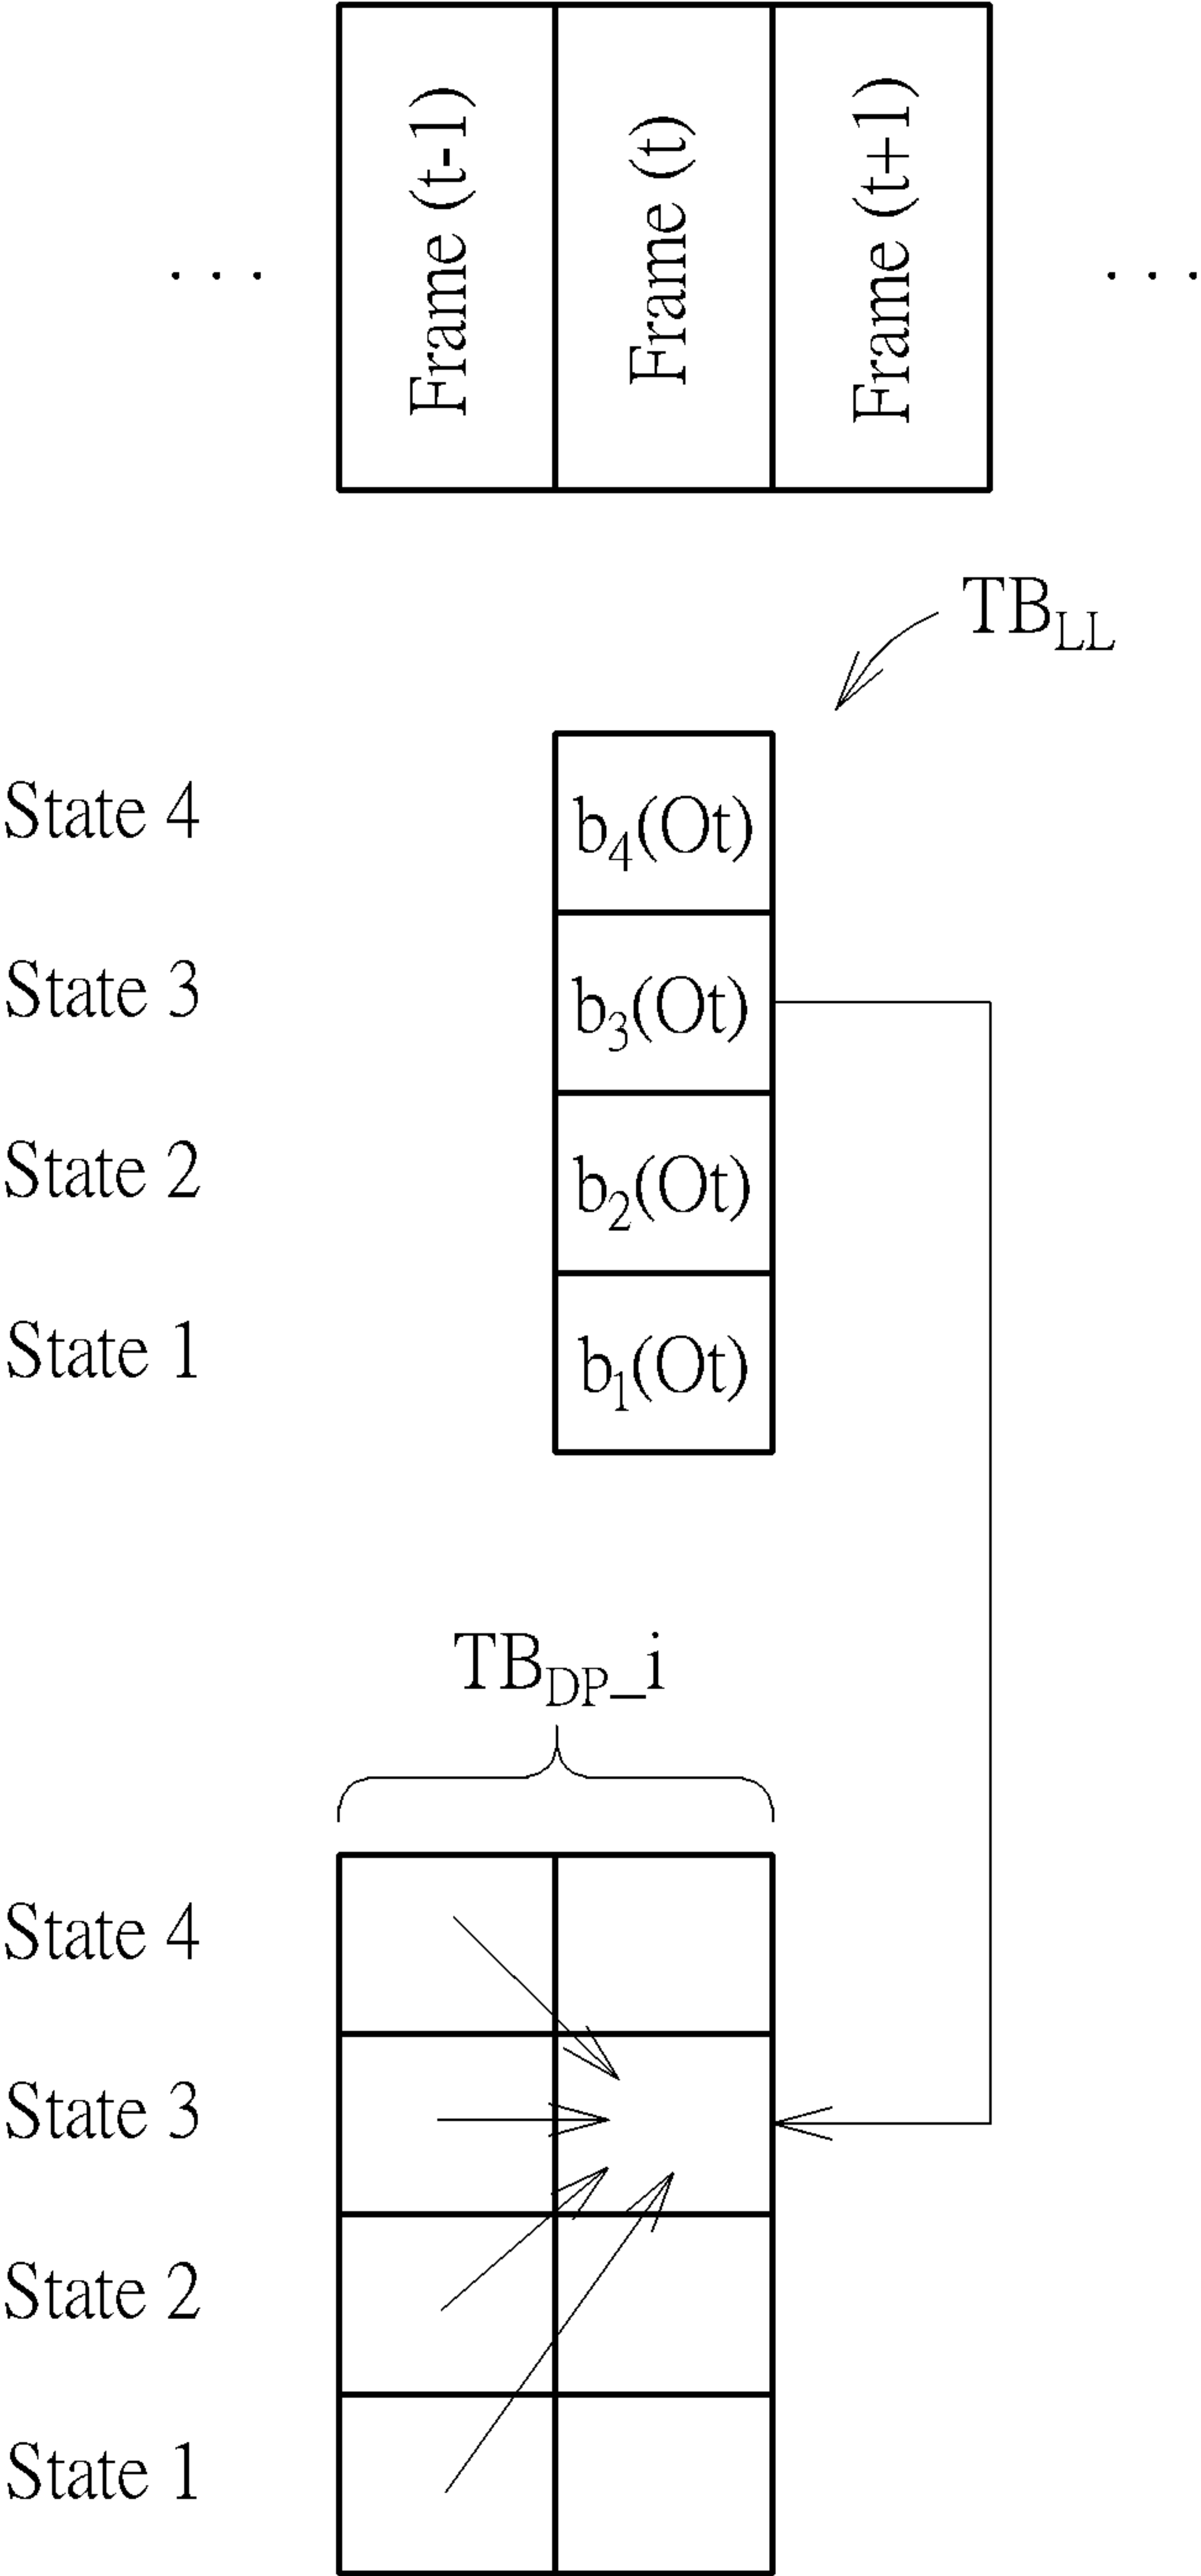 ... Frame (t-1) Frame (t) Frame (t+1) ...
TB_LL
State 4 b₄(Ot)
State 3 b₃(Ot)
State 2 b₂(Ot)
State 1 b₁(Ot)
TB_DP_i
State 4
State 3
State 2
State 1